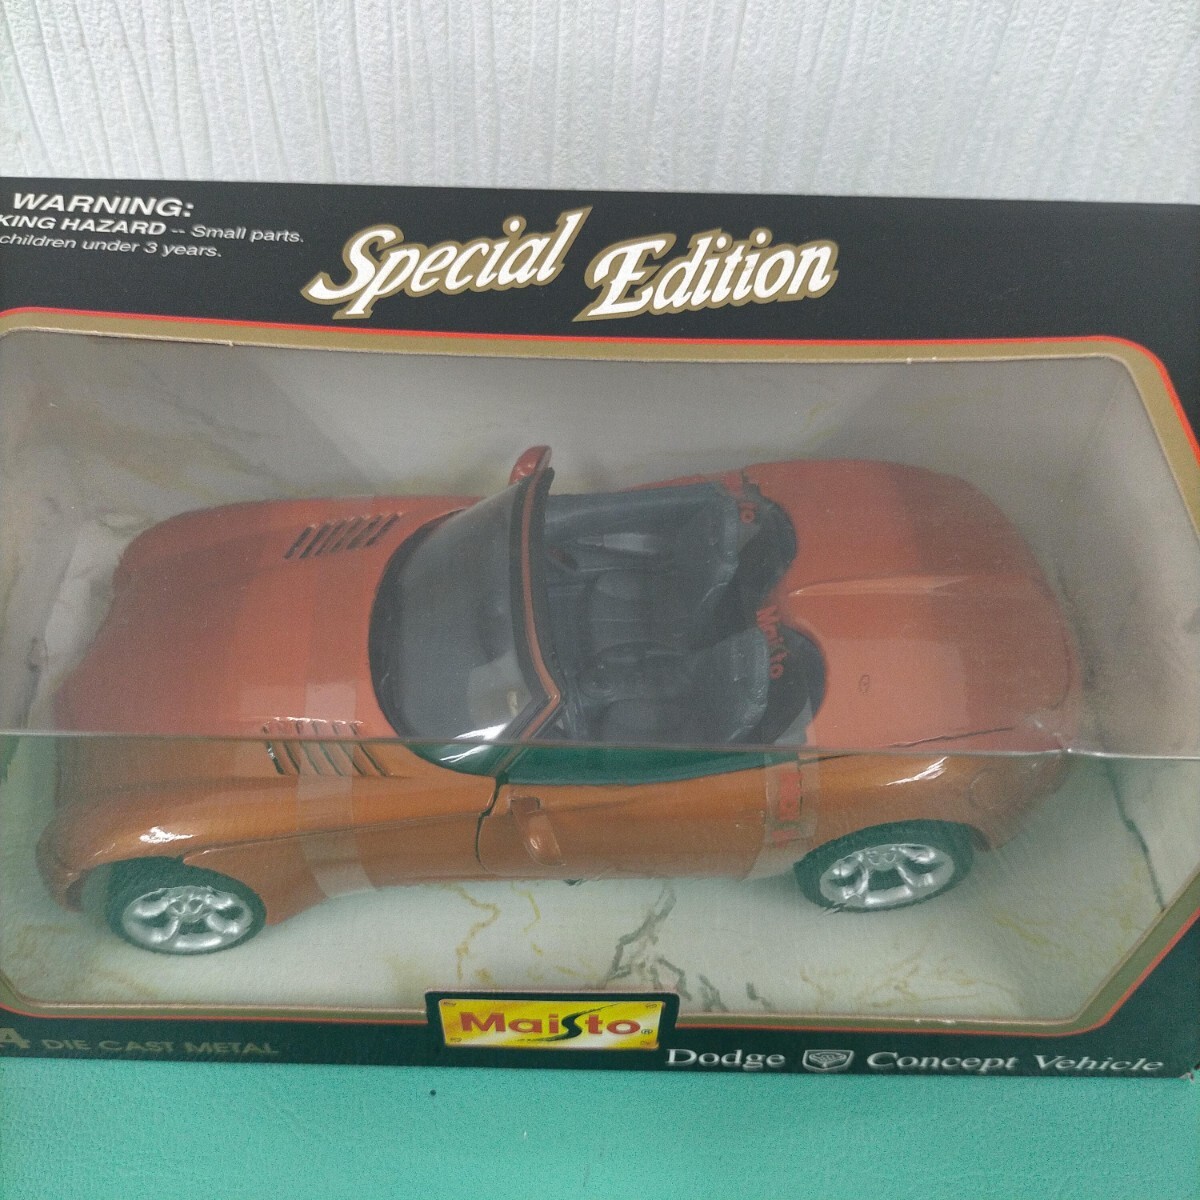 WARNING:
KING HAZARD -- Small parts.
children under 3 years.
Special Edition
Maisto
4 DIE CAST METAL
Maisto®
Dodge Concept Vehicle